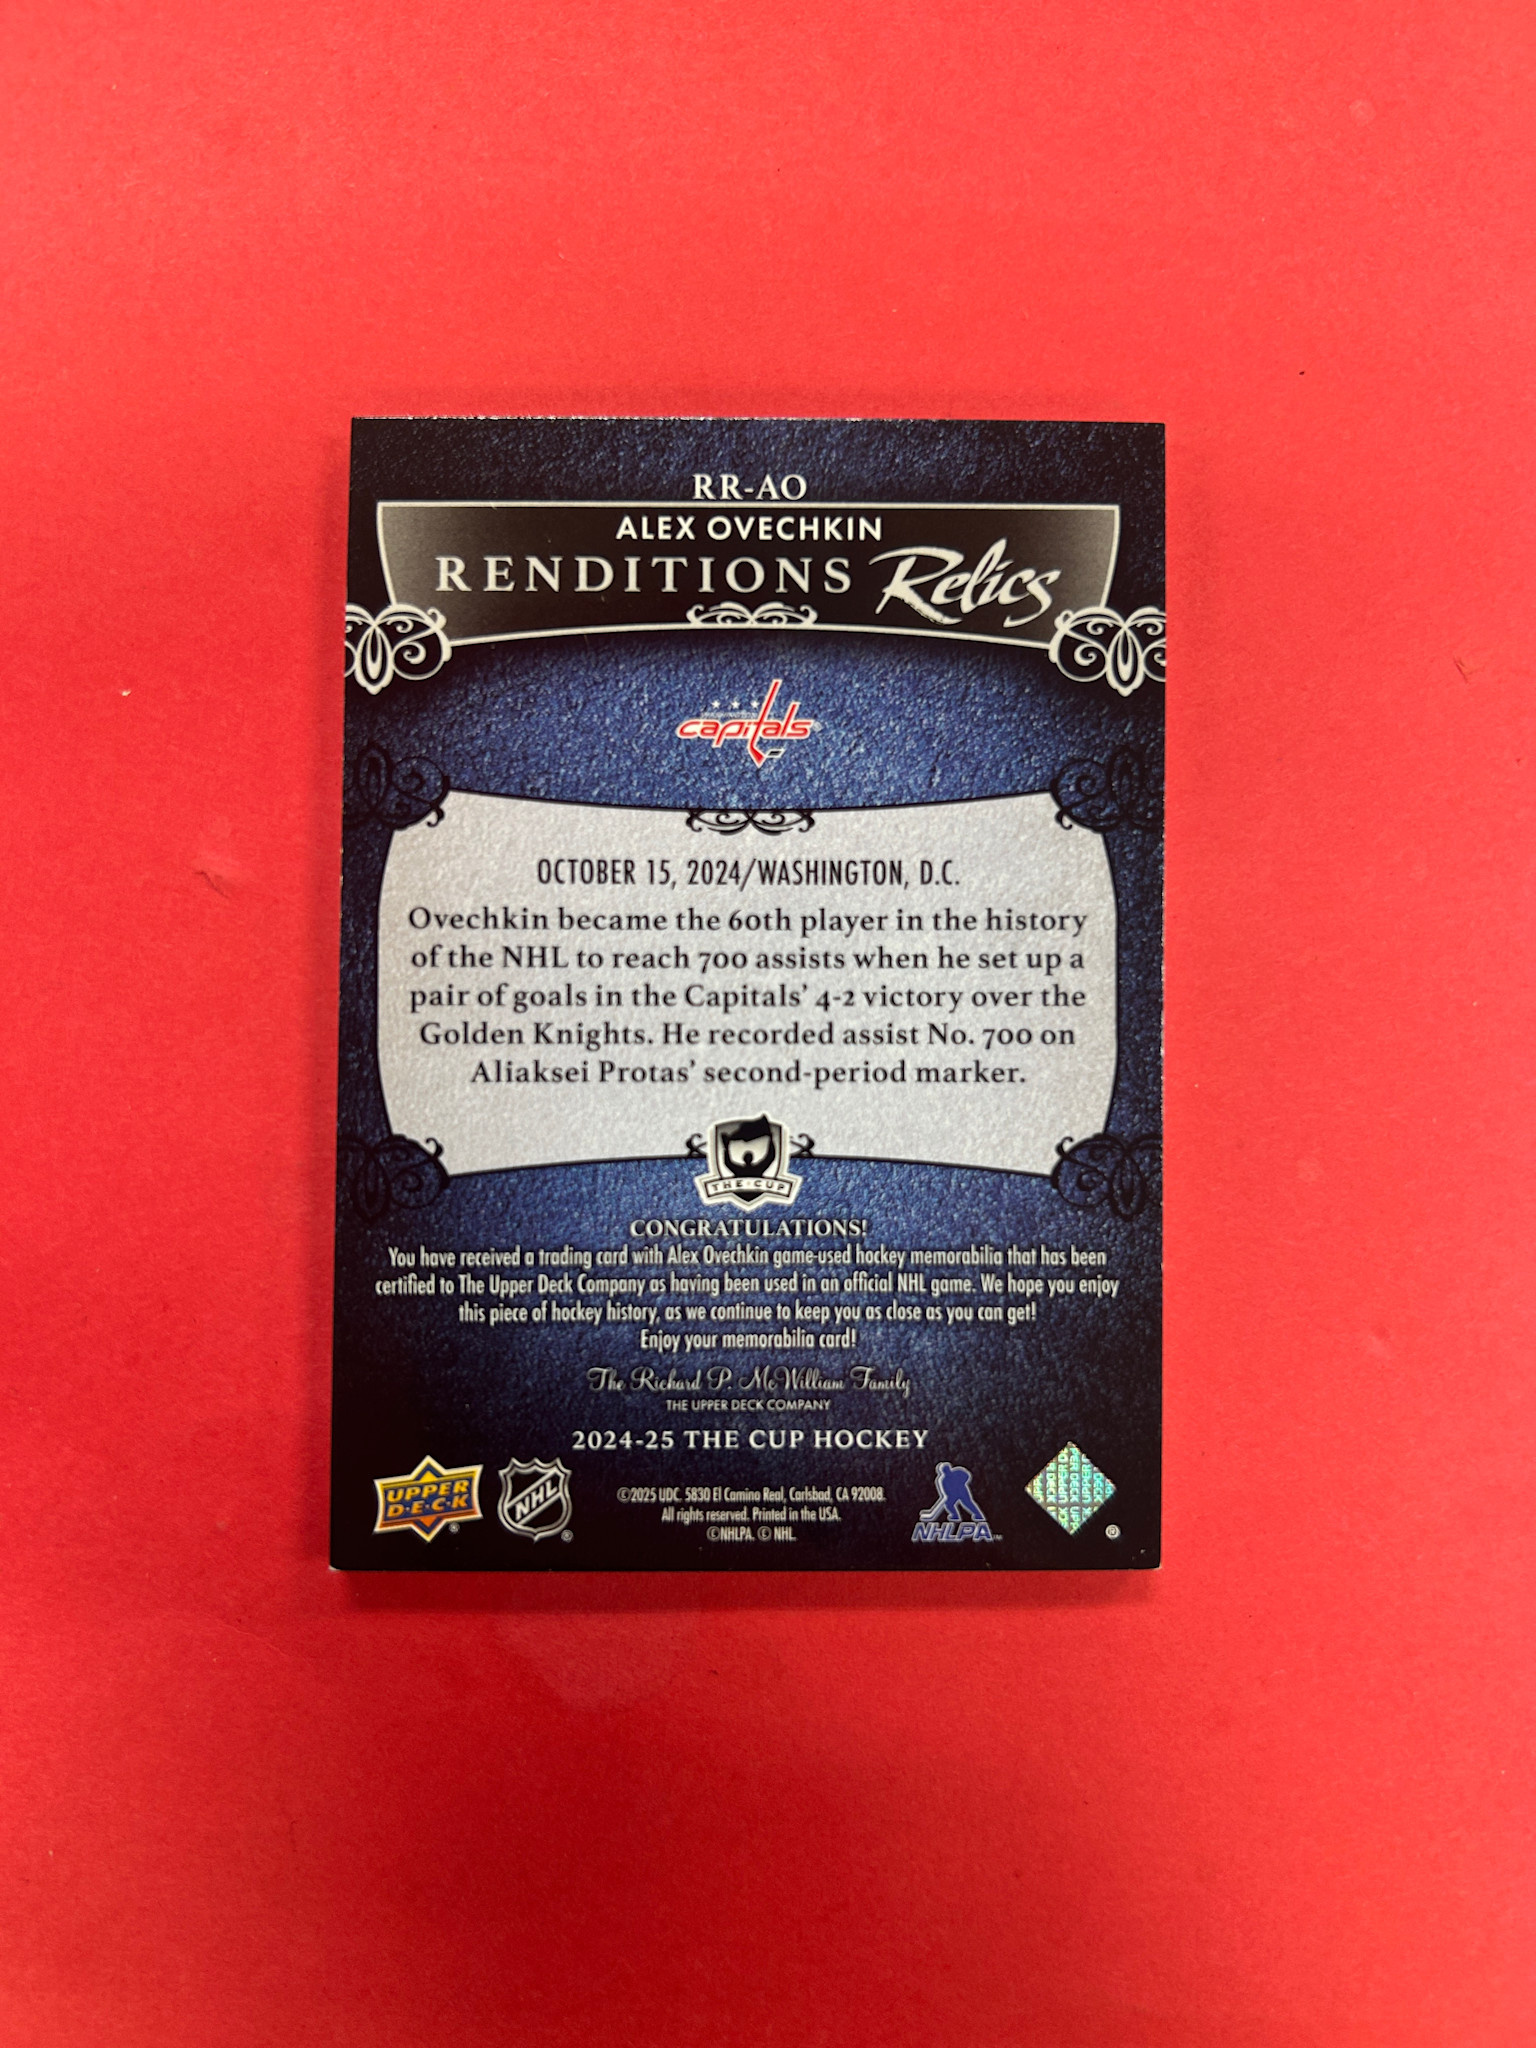 RR-AO
ALEX OVECHKIN
RENDITIONS Relics
WASHINGTON
capitals
OCTOBER 15, 2024/WASHINGTON, D.C.
Ovechkin became the 60th player in the history
of the NHL to reach 700 assists when he set up a
pair of goals in the Capitals' 4-2 victory over the
Golden Knights. He recorded assist No. 700 on
Aliaksei Protas' second-period marker.
THE•CUP
CONGRATULATIONS!
You have received a trading card with Alex Ovechkin game-used hockey memorabilia that has been
certified to The Upper Deck Company as having been used in an official NHL game. We hope you enjoy
this piece of hockey history, as we continue to keep you as close as you can get!
Enjoy your memorabilia card!
The Richard P. McWilliam Family
THE UPPER DECK COMPANY
2024-25 THE CUP HOCKEY
UPPER
D•E•C•K ®
NHL ®
©2025 UDC. 5830 El Camino Real, Carlsbad, CA 92008.
All rights reserved. Printed in the USA.
©NHLPA. © NHL.
NHLPA™
®